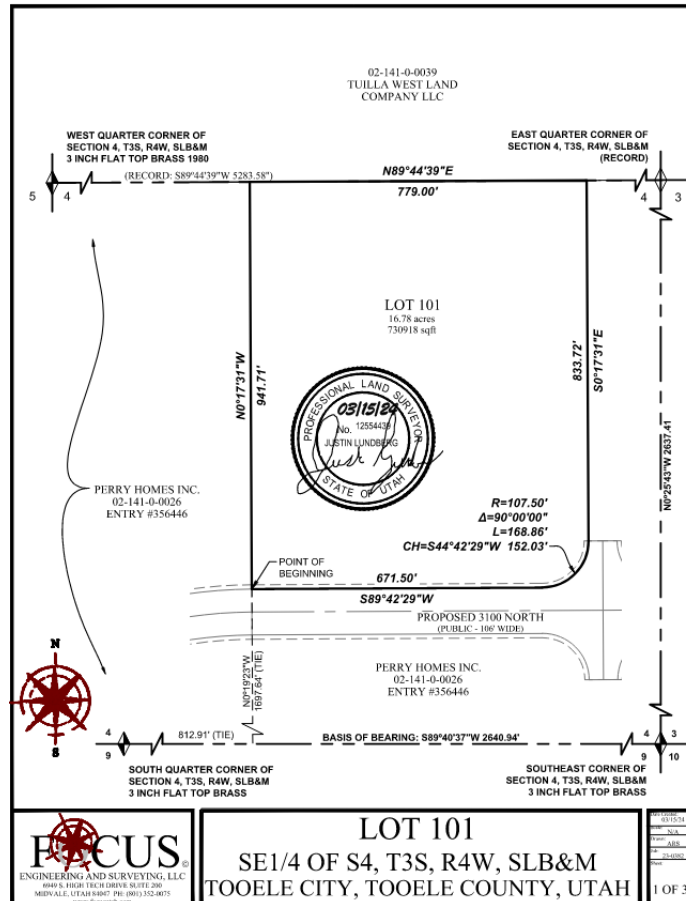 02-141-0-0039
TUILLA WEST LAND
COMPANY LLC
WEST QUARTER CORNER OF
SECTION 4, T3S, R4W, SLB&M
3 INCH FLAT TOP BRASS 1980
EAST QUARTER CORNER OF
SECTION 4, T3S, R4W, SLB&M
(RECORD)
(RECORD: S89°44'39"W 5283.58")
N89°44'39"E
779.00'
5 4
4 3
LOT 101
16.78 acres
730918 sqft
N0°17'31"W
941.71'
833.72'
S0°17'31"E
N0°25'43"W 2637.41
PROFESSIONAL LAND SURVEYOR
03/15/24
No. 12554439
JUSTIN LUNDBERG
STATE OF UTAH
PERRY HOMES INC.
02-141-0-0026
ENTRY #356446
R=107.50'
Δ=90°00'00"
L=168.86'
CH=S44°42'29"W 152.03'
POINT OF
BEGINNING
671.50'
S89°42'29"W
PROPOSED 3100 NORTH
(PUBLIC - 106' WIDE)
N0°19'23"W
1697.64' (TIE)
PERRY HOMES INC.
02-141-0-0026
ENTRY #356446
N
S
4
9
812.91' (TIE)
BASIS OF BEARING: S89°40'37"W 2640.94'
4 3
9 10
SOUTH QUARTER CORNER OF
SECTION 4, T3S, R4W, SLB&M
3 INCH FLAT TOP BRASS
SOUTHEAST CORNER OF
SECTION 4, T3S, R4W, SLB&M
3 INCH FLAT TOP BRASS
FOCUS
ENGINEERING AND SURVEYING, LLC
6949 S. HIGH TECH DRIVE SUITE 200
MIDVALE, UTAH 84047 PH: (801) 352-0075
LOT 101
SE1/4 OF S4, T3S, R4W, SLB&M
TOOELE CITY, TOOELE COUNTY, UTAH
03/15/24
N/A
ARS
23-0382
1 OF 3